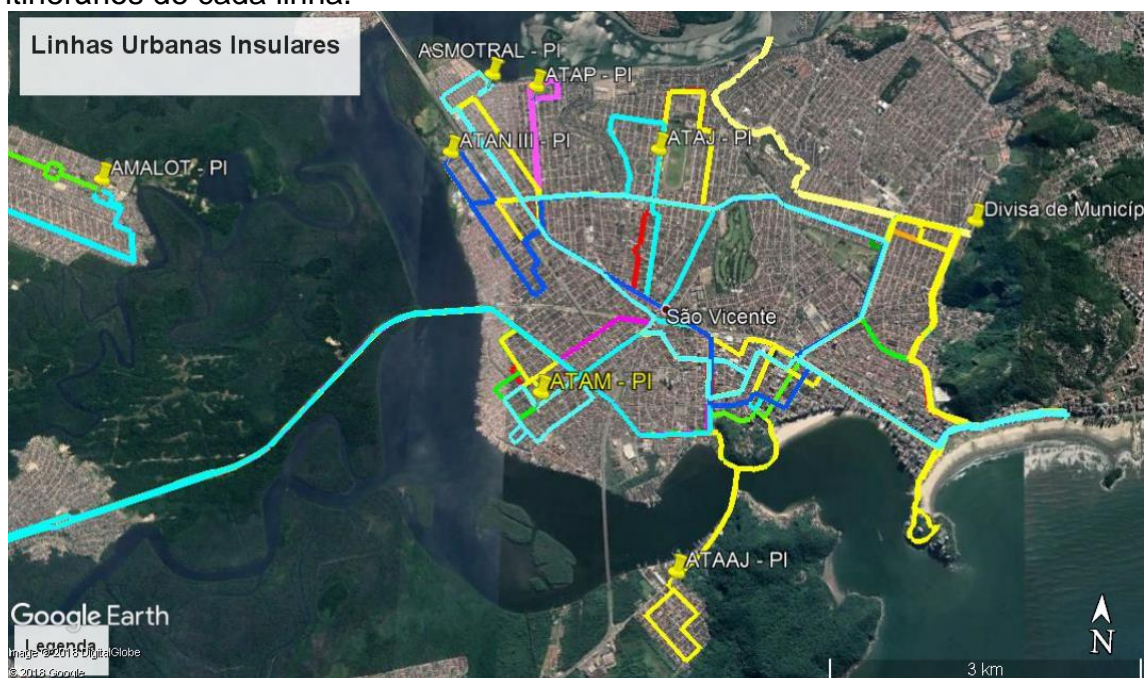 itinerários de cada linha.
Linhas Urbanas Insulares
ASMOTRAL - PI
ATAP - PI
ATAN III - PI
ATAJ - PI
AMALOT - PI
Divisa de Municíp
São Vicente
ATAM - PI
ATAAJ - PI
Google Earth
Legenda
Image © 2018 DigitalGlobe
© 2018 Google
N
3 km